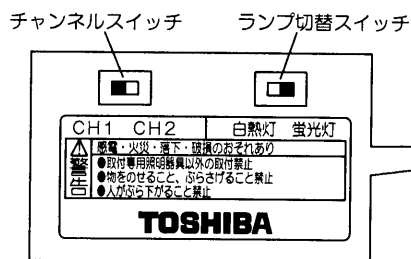 チャンネルスイッチ ランプ切替スイッチ
CH1 CH2 白熱灯 蛍光灯
警告 感電・火災・落下・破損のおそれあり
●取付専用照明器具以外の取付禁止
●物をのせること、ぶらさげること禁止
●人がぶら下がること禁止
TOSHIBA